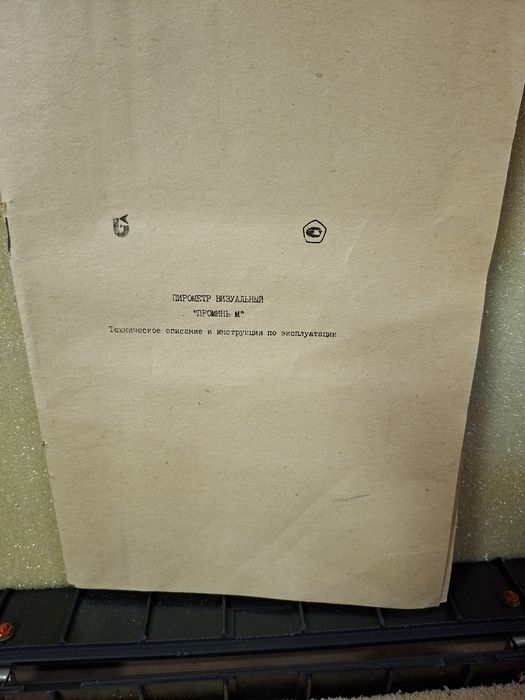 ПИРОМЕТР ВИЗУАЛЬНЫЙ
"ПРОМИНЬ М"
Техническое описание и инструкция по эксплуатации